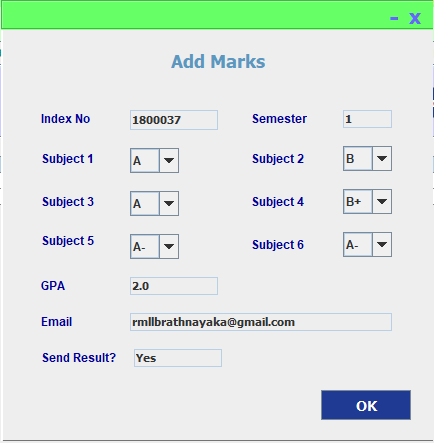 - x
Add Marks
Index No 1800037 Semester 1
Subject 1 A Subject 2 B
Subject 3 A Subject 4 B+
Subject 5 A- Subject 6 A-
GPA 2.0
Email rmllbrathnayaka@gmail.com
Send Result? Yes
OK